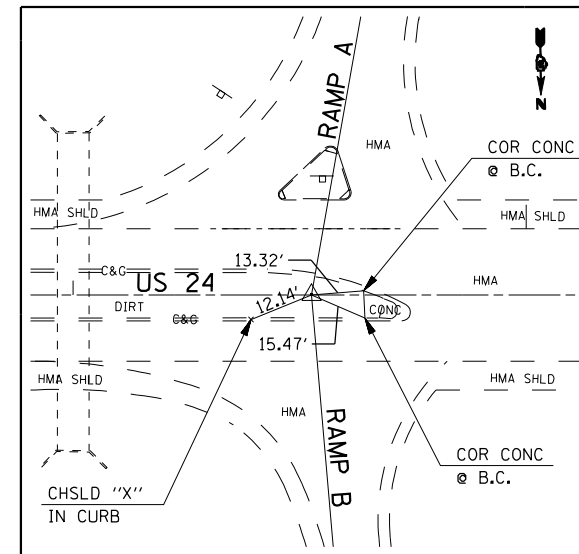 RAMP A
N
HMA
COR CONC
@ B.C.
HMA SHLD
HMA SHLD
13.32'
C&G
US 24
HMA
DIRT
12.14'
C&G
CONC
15.47'
HMA SHLD
HMA SHLD
HMA
RAMP B
COR CONC
@ B.C.
CHSLD "X"
IN CURB